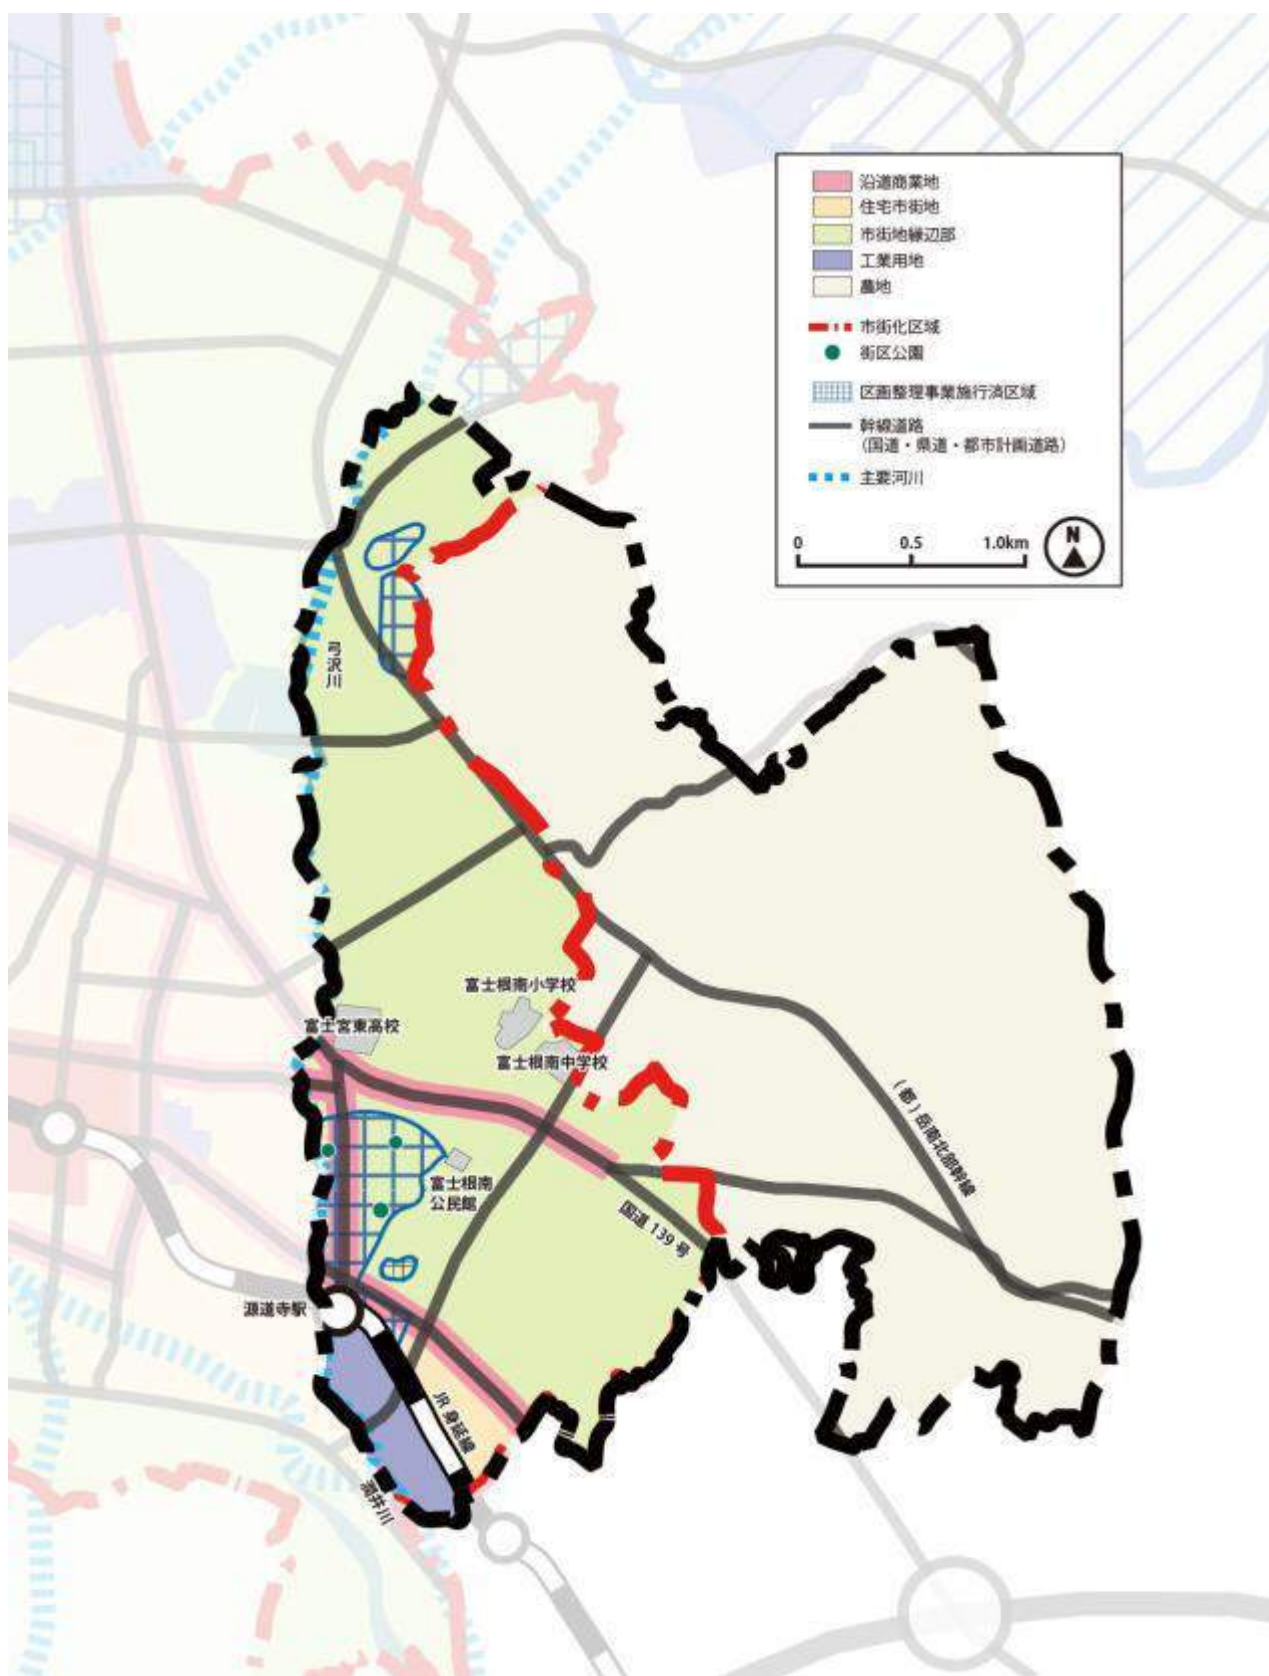 沿道商業地
住宅市街地
市街地縁辺部
工業用地
農地
市街化区域
街区公園
区画整理事業施行済区域
幹線道路
(国道・県道・都市計画道路)
主要河川
0 0.5 1.0km
N
弓沢川
富士根南小学校
富士宮東高校
富士根南中学校
(都)岳南北部幹線
富士根南
公民館
国道 139 号
源道寺駅
JR 身延線
潤井川